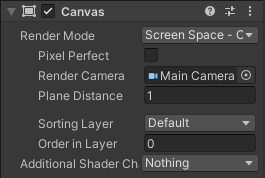 Canvas
Render Mode Screen Space - C
Pixel Perfect
Render Camera Main Camera
Plane Distance 1
Sorting Layer Default
Order in Layer 0
Additional Shader Ch Nothing